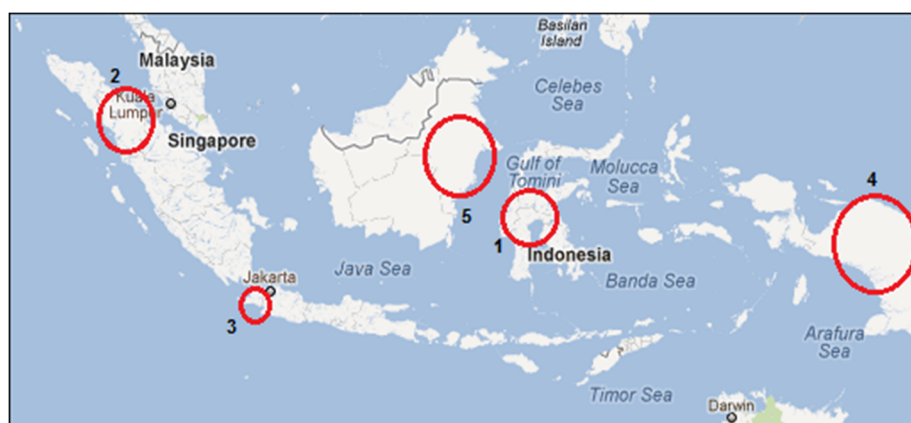 Basilan
Island
Malaysia
2
Kuala
Lumpur
Celebes
Sea
Singapore
Gulf of
Tomini
Molucca
Sea
4
5
1
Indonesia
Java Sea
Banda Sea
Jakarta
3
Arafura
Sea
Timor Sea
Darwin